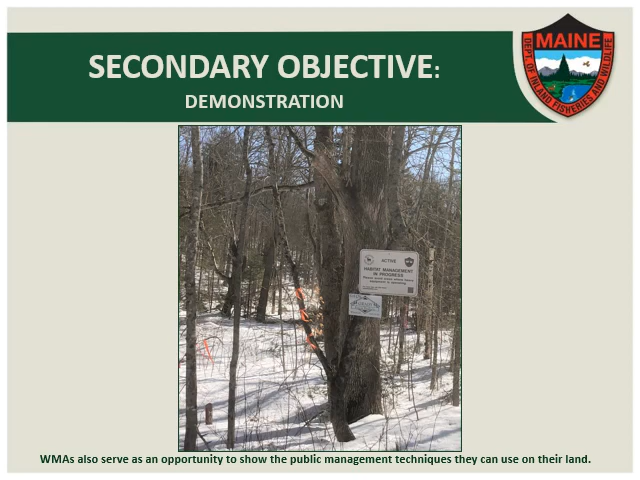 SECONDARY OBJECTIVE:
DEMONSTRATION
MAINE
DEPT. OF INLAND FISHERIES AND WILDLIFE
ACTIVE
HABITAT MANAGEMENT
IN PROGRESS
WMAs also serve as an opportunity to show the public management techniques they can use on their land.